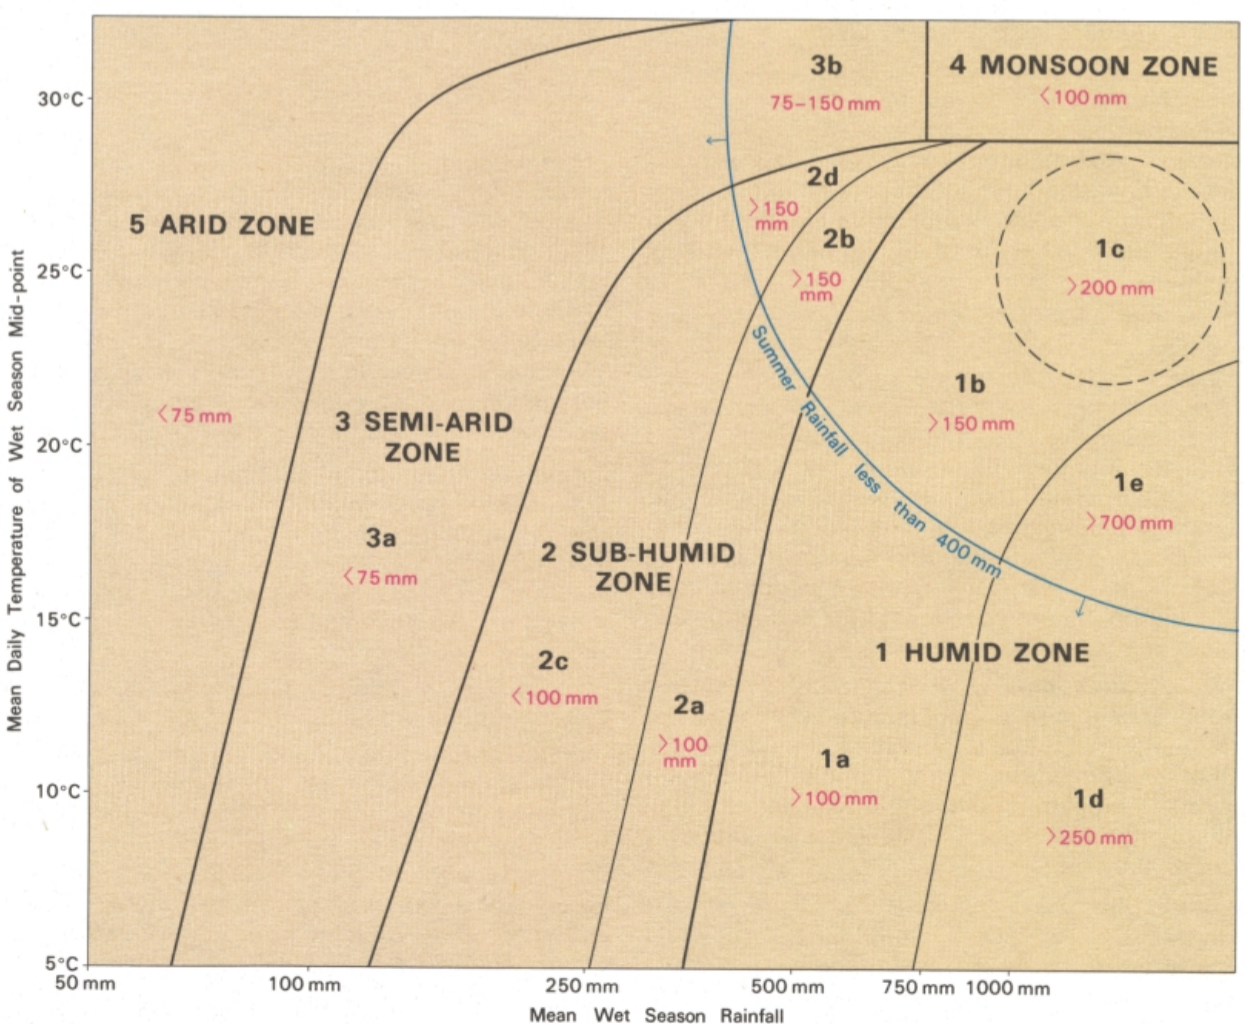 3b
75–150 mm
4 MONSOON ZONE
<100 mm
30°C
2d
>150
mm
5 ARID ZONE
2b
>150
mm
1c
>200 mm
25°C
Mean Daily Temperature of Wet Season Mid-point
Summer Rainfall less than 400 mm
1b
>150 mm
<75 mm
3 SEMI-ARID
ZONE
20°C
1e
>700 mm
3a
<75 mm
2 SUB-HUMID
ZONE
15°C
1 HUMID ZONE
2c
<100 mm
2a
>100
mm
1a
>100 mm
10°C
1d
>250 mm
5°C
50 mm
100 mm
250 mm
500 mm
750 mm
1000 mm
Mean Wet Season Rainfall